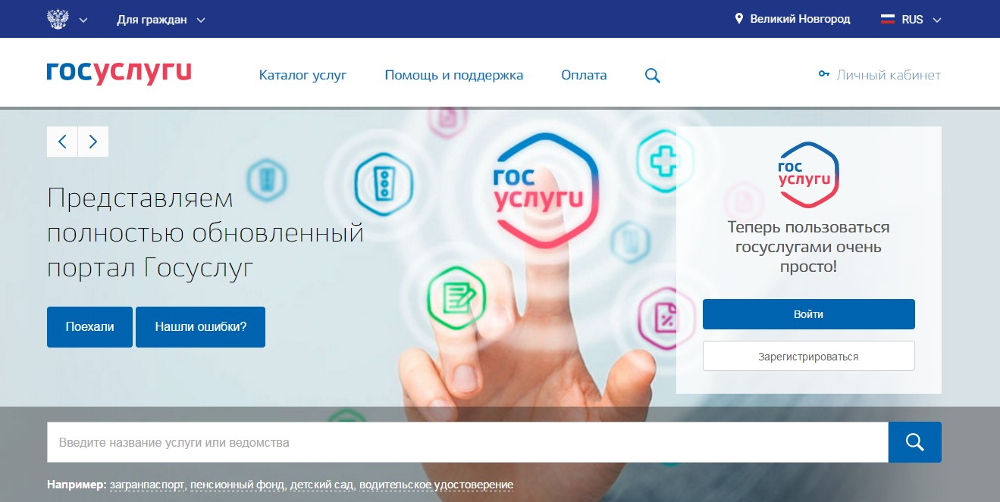 Для граждан
Великий Новгород
RUS
госуслуги
Каталог услуг
Помощь и поддержка
Оплата
Личный кабинет
Представляем
полностью обновленный
портал Госуслуг
Поехали
Нашли ошибки?
гос
услуги
гос
услуги
Теперь пользоваться
госуслугами очень
просто!
Войти
Зарегистрироваться
Введите название услуги или ведомства
Например: загранпаспорт, пенсионный фонд, детский сад, водительское удостоверение